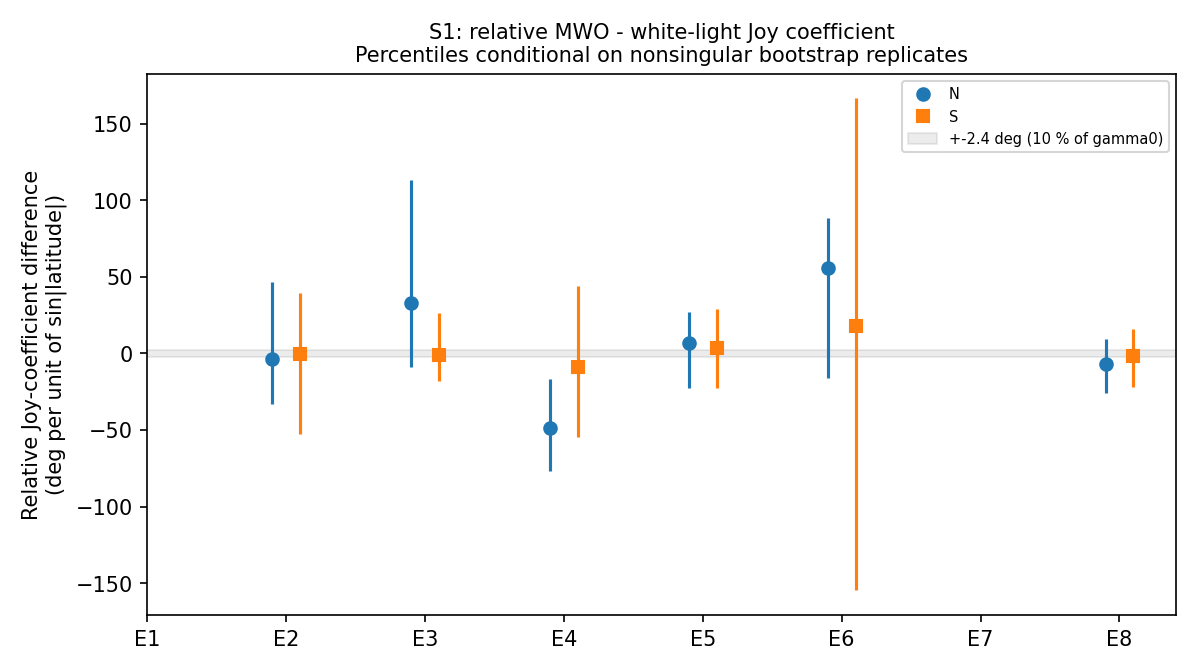 S1: relative MWO - white-light Joy coefficient
Percentiles conditional on nonsingular bootstrap replicates
N
S
+-2.4 deg (10 % of gamma0)
Relative Joy-coefficient difference
(deg per unit of sin|latitude|)
150
100
50
0
−50
−100
−150
E1 E2 E3 E4 E5 E6 E7 E8